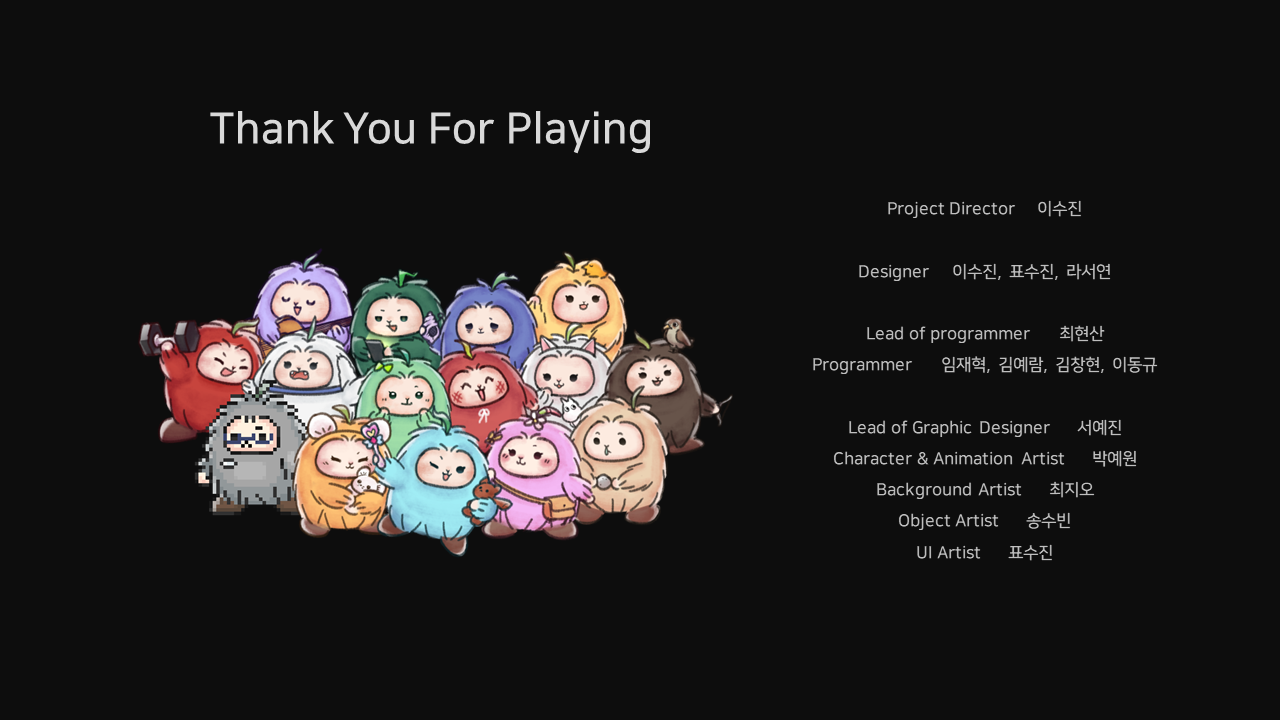 Thank You For Playing
Project Director 이수진
Designer 이수진, 표수진, 라서연
Lead of programmer 최현산
Programmer 임재혁, 김예람, 김창현, 이동규
Lead of Graphic Designer 서예진
Character & Animation Artist 박예원
Background Artist 최지오
Object Artist 송수빈
UI Artist 표수진